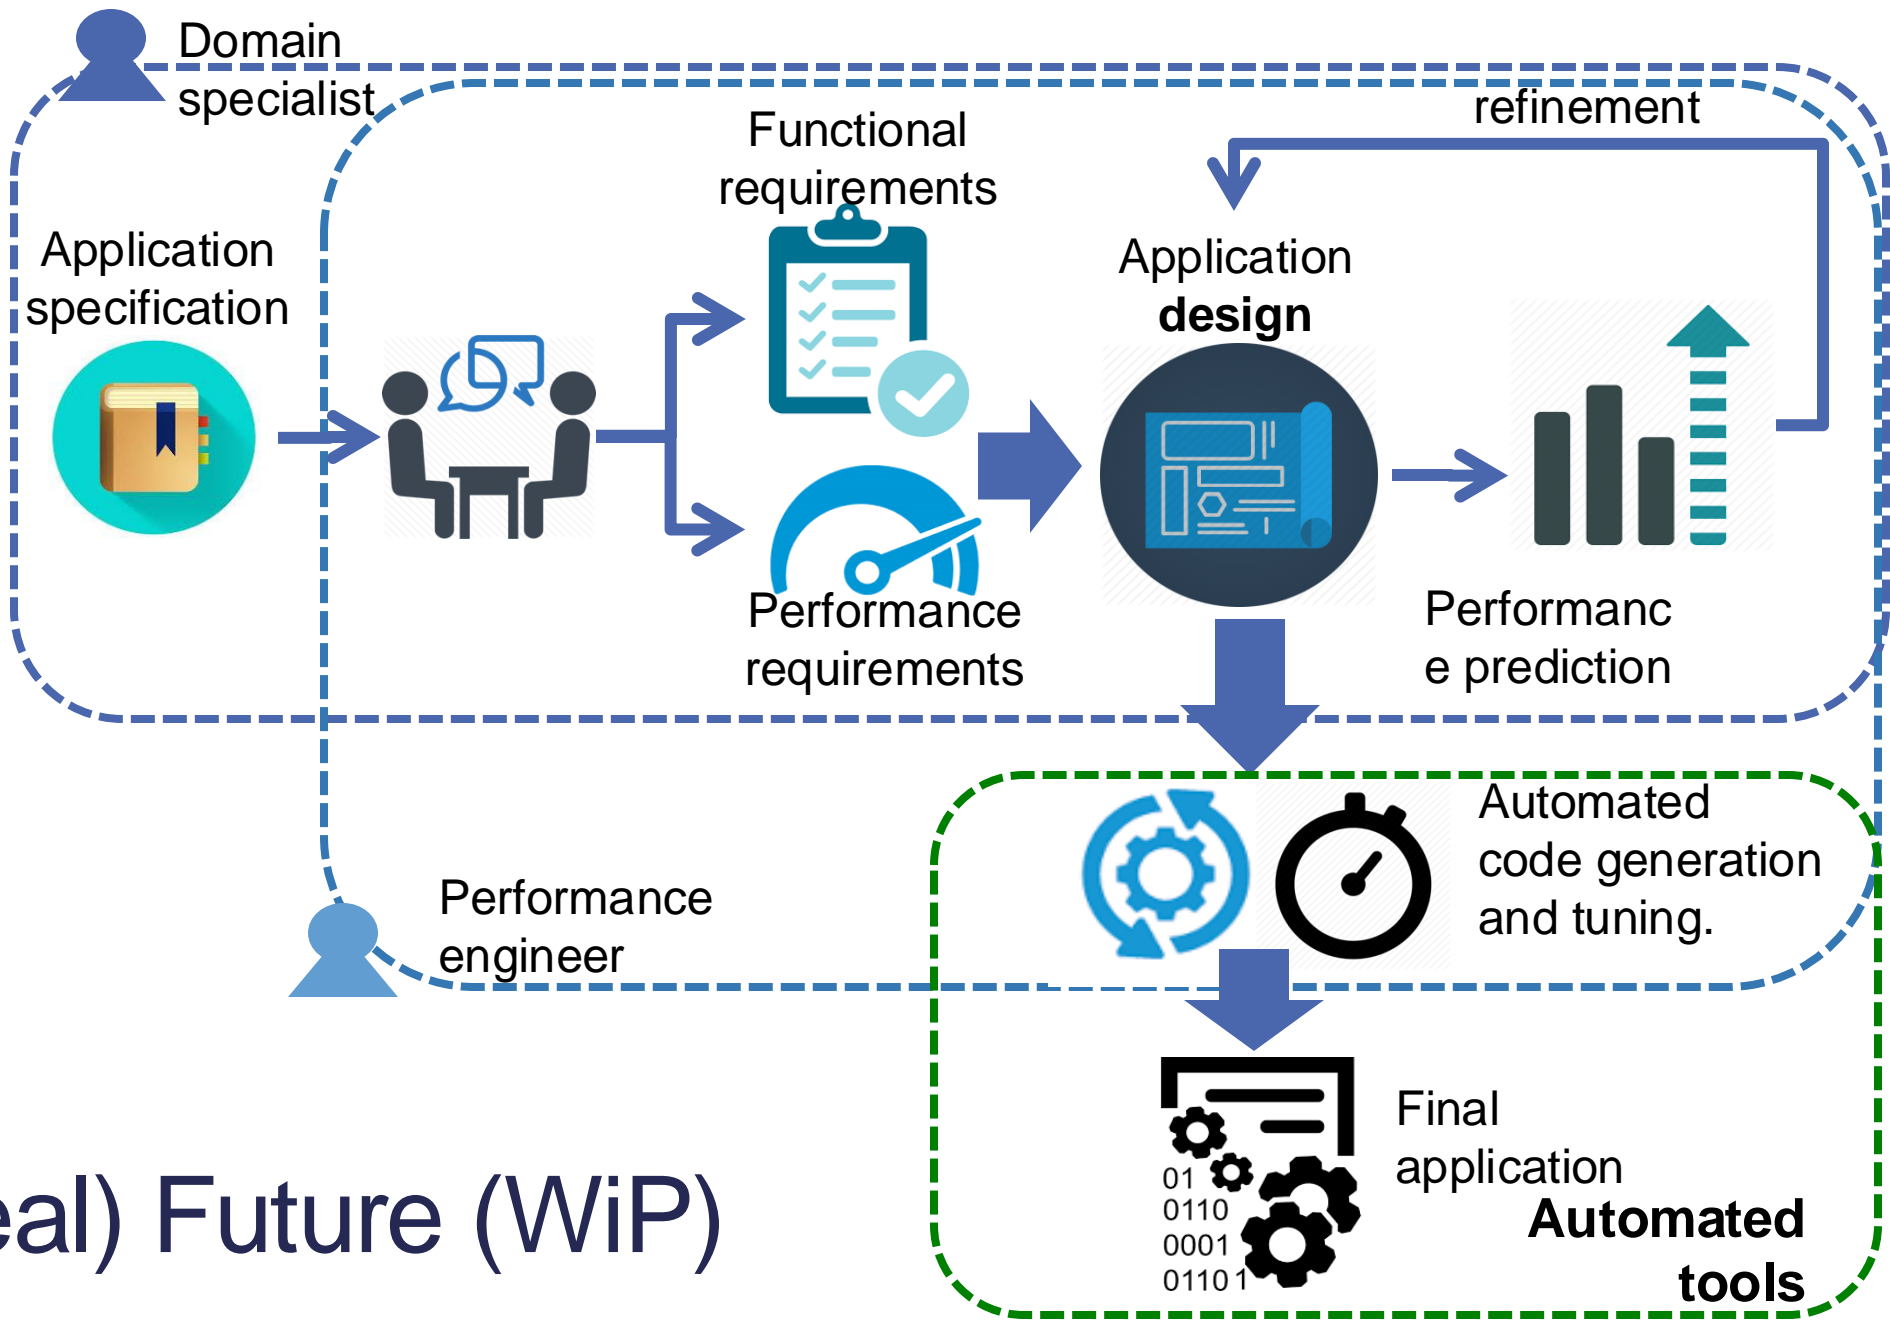 Domain
specialist
refinement
Functional
requirements
Application
specification
Application
design
Performance
requirements
Performanc
e prediction
Automated
code generation
and tuning.
Performance
engineer
Final
application
01
0110
0001
0110 1
Automated
tools
eal) Future (WiP)